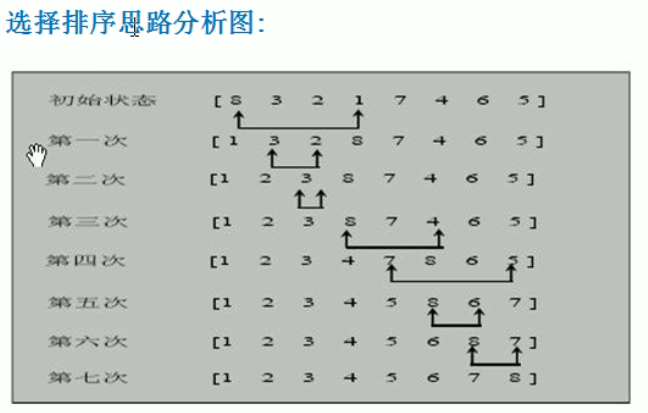 选择排序思路分析图:
初始状态 [ 8 3 2 1 7 4 6 5 ]
第一次 [ 1 3 2 8 7 4 6 5 ]
第二次 [1 2 3 8 7 4 6 5 ]
第三次 [1 2 3 8 7 4 6 5 ]
第四次 [1 2 3 4 7 8 6 5 ]
第五次 [1 2 3 4 5 8 6 7 ]
第六次 [1 2 3 4 5 6 8 7 ]
第七次 [1 2 3 4 5 6 7 8 ]